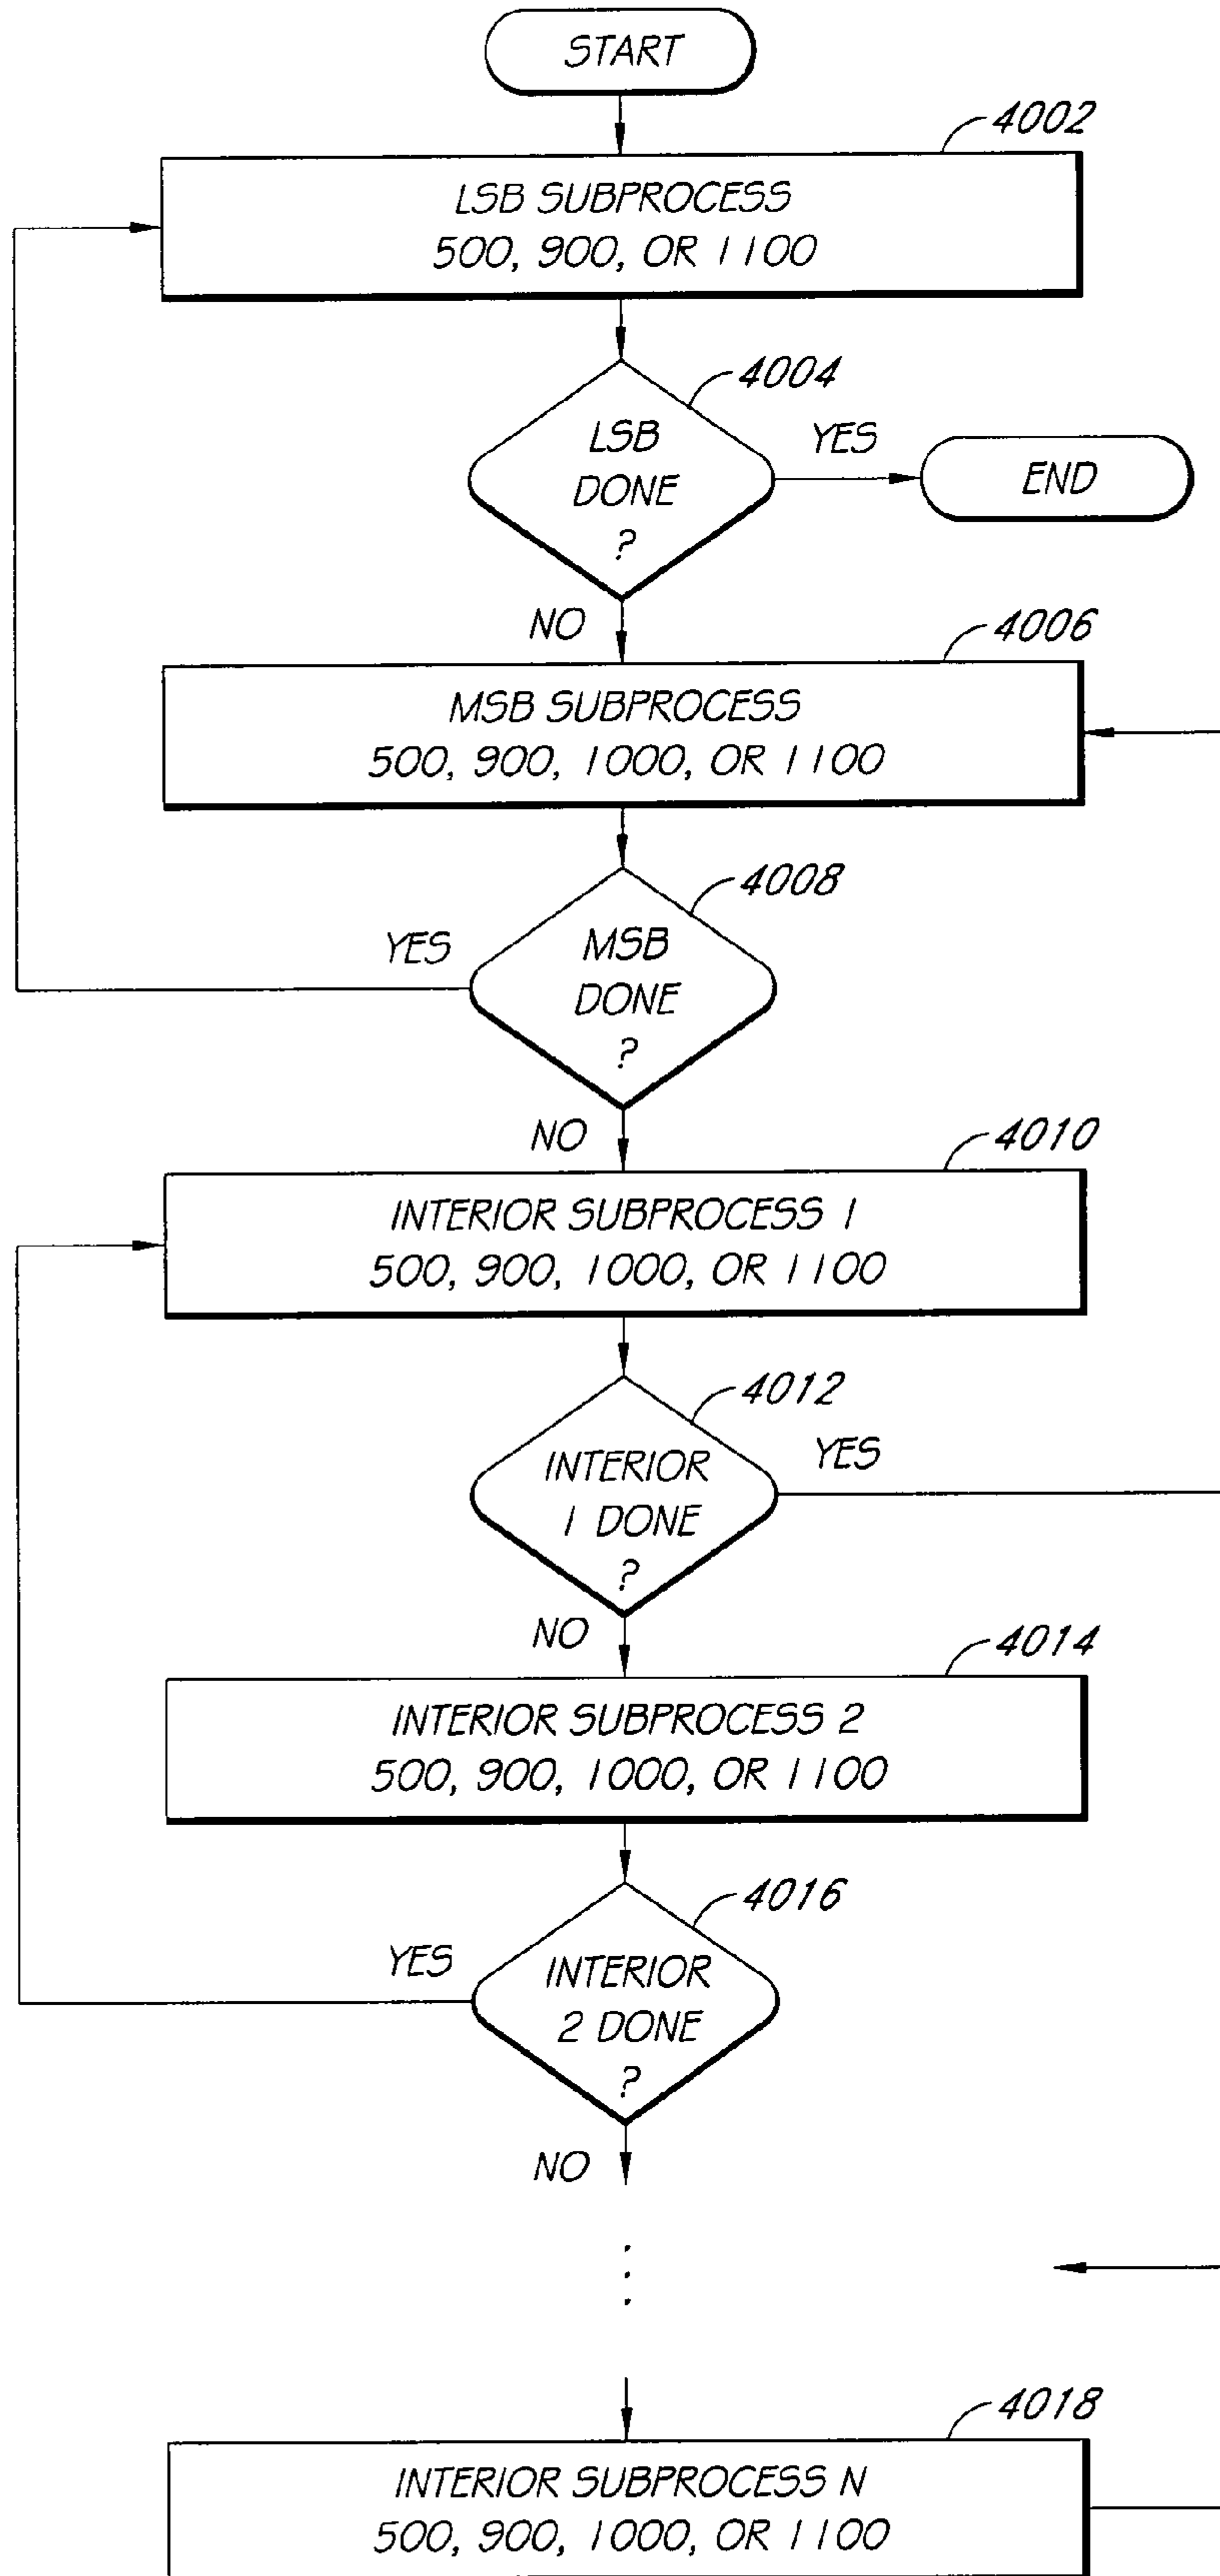 START
4002
LSB SUBPROCESS
500, 900, OR 1100
4004
LSB
DONE
?
YES
END
NO
4006
MSB SUBPROCESS
500, 900, 1000, OR 1100
4008
YES
MSB
DONE
?
NO
4010
INTERIOR SUBPROCESS 1
500, 900, 1000, OR 1100
4012
INTERIOR
1 DONE
?
YES
NO
4014
INTERIOR SUBPROCESS 2
500, 900, 1000, OR 1100
4016
YES
INTERIOR
2 DONE
?
NO
4018
INTERIOR SUBPROCESS N
500, 900, 1000, OR 1100